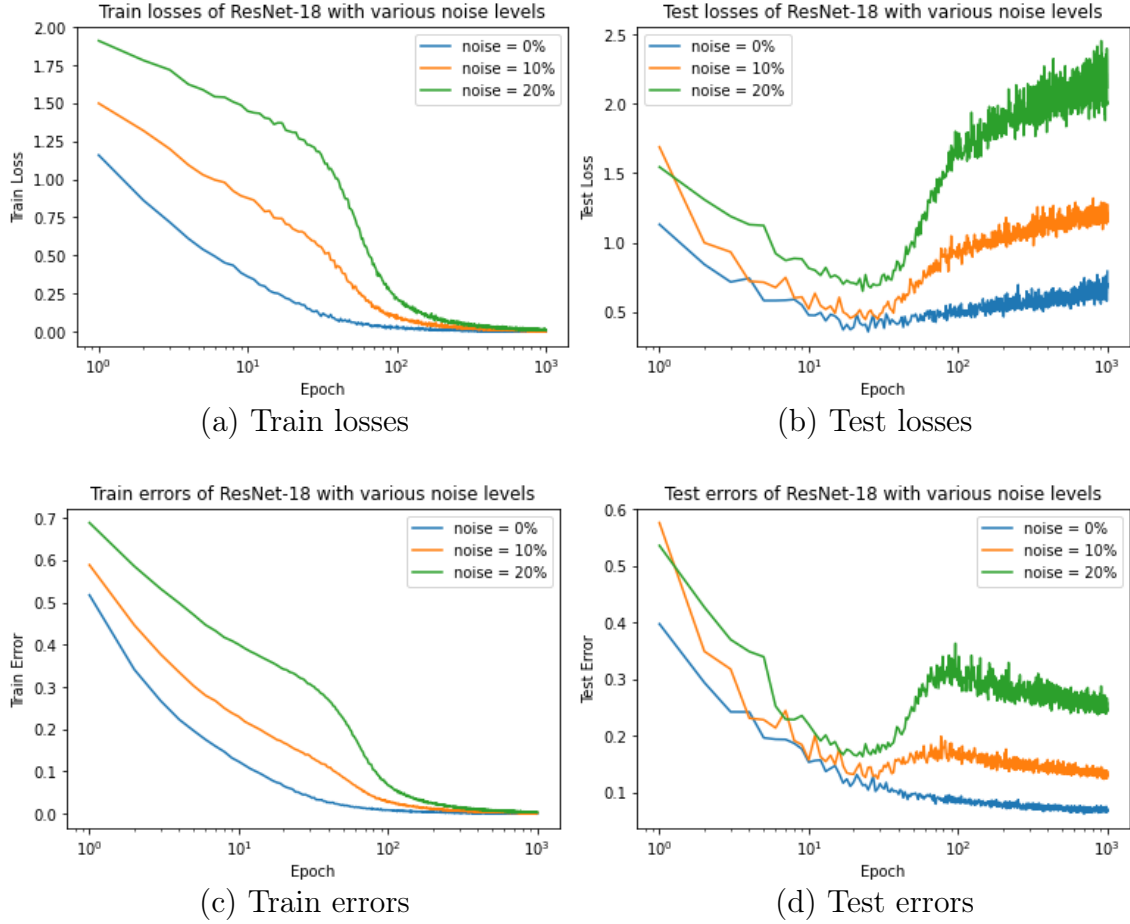 Train losses of ResNet-18 with various noise levels
2.00
1.75
1.50
1.25
1.00
0.75
0.50
0.25
0.00
Train Loss
noise = 0%
noise = 10%
noise = 20%
10⁰
10¹
10²
10³
Epoch
(a) Train losses
Test losses of ResNet-18 with various noise levels
2.5
2.0
1.5
1.0
0.5
Test Loss
noise = 0%
noise = 10%
noise = 20%
10⁰
10¹
10²
10³
Epoch
(b) Test losses
Train errors of ResNet-18 with various noise levels
0.7
0.6
0.5
0.4
0.3
0.2
0.1
0.0
Train Error
noise = 0%
noise = 10%
noise = 20%
10⁰
10¹
10²
10³
Epoch
(c) Train errors
Test errors of ResNet-18 with various noise levels
0.6
0.5
0.4
0.3
0.2
0.1
Test Error
noise = 0%
noise = 10%
noise = 20%
10⁰
10¹
10²
10³
Epoch
(d) Test errors